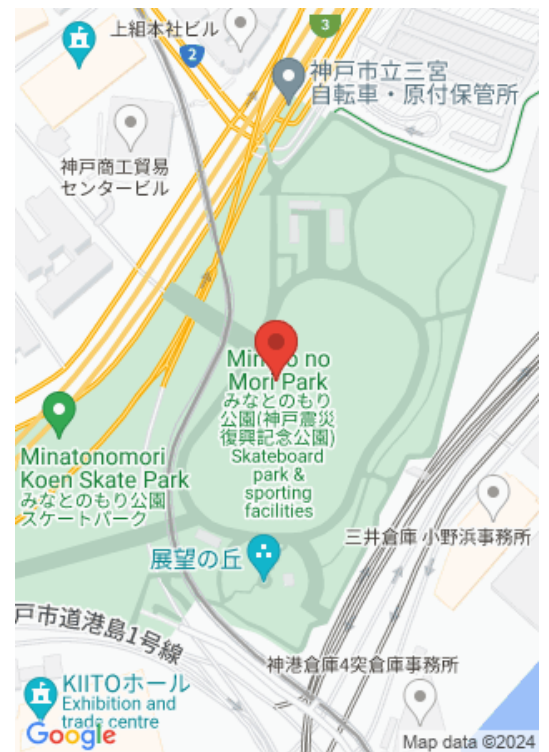 上組本社ビル
3
2
神戸市立三宮
自転車・原付保管所
神戸商工貿易
センタービル
Minato no
Mori Park
みなとのもり
公園(神戸震災
復興記念公園)
Skateboard
park &
sporting
facilities
Minatonomori
Koen Skate Park
みなとのもり公園
スケートパーク
三井倉庫 小野浜事務所
展望の丘
戸市道港島1号線
神港倉庫4突倉庫事務所
KIITOホール
Exhibition and
trade centre
Google
Map data ©2024